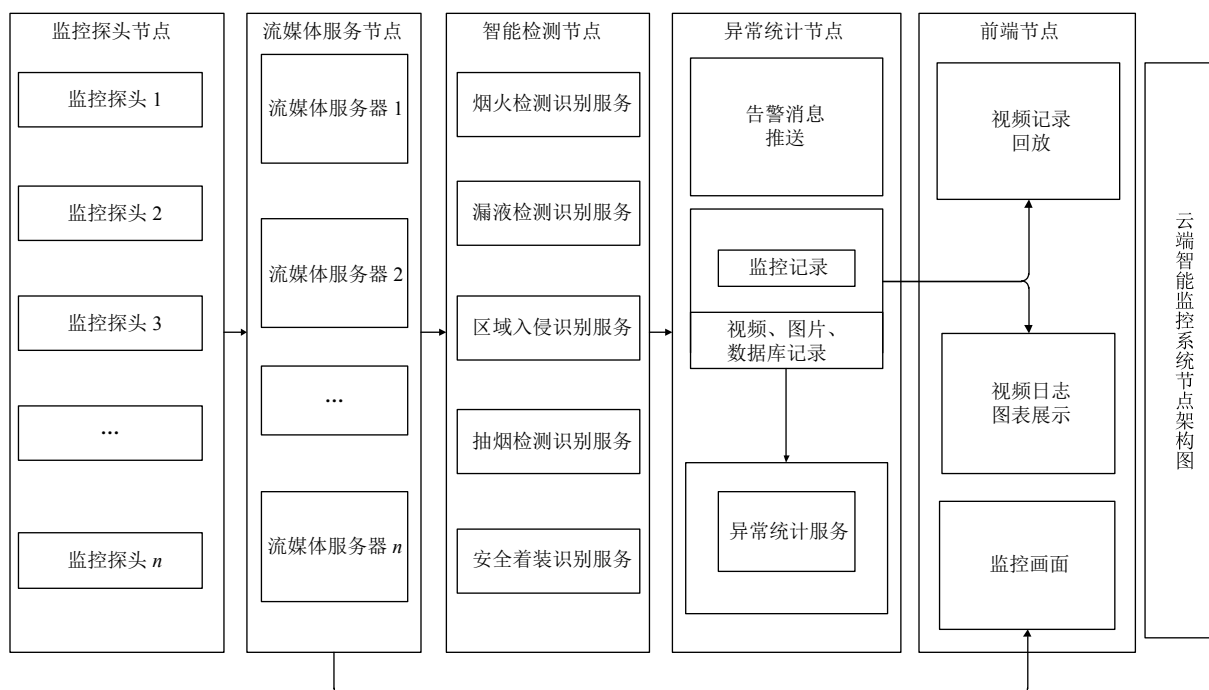 监控探头节点
监控探头 1
监控探头 2
监控探头 3
...
监控探头 n
流媒体服务节点
流媒体服务器 1
流媒体服务器 2
...
流媒体服务器 n
智能检测节点
烟火检测识别服务
漏液检测识别服务
区域入侵识别服务
抽烟检测识别服务
安全着装识别服务
异常统计节点
告警消息
推送
监控记录
视频、图片、
数据库记录
异常统计服务
前端节点
视频记录
回放
视频日志
图表展示
监控画面
云端智能监控系统节点架构图